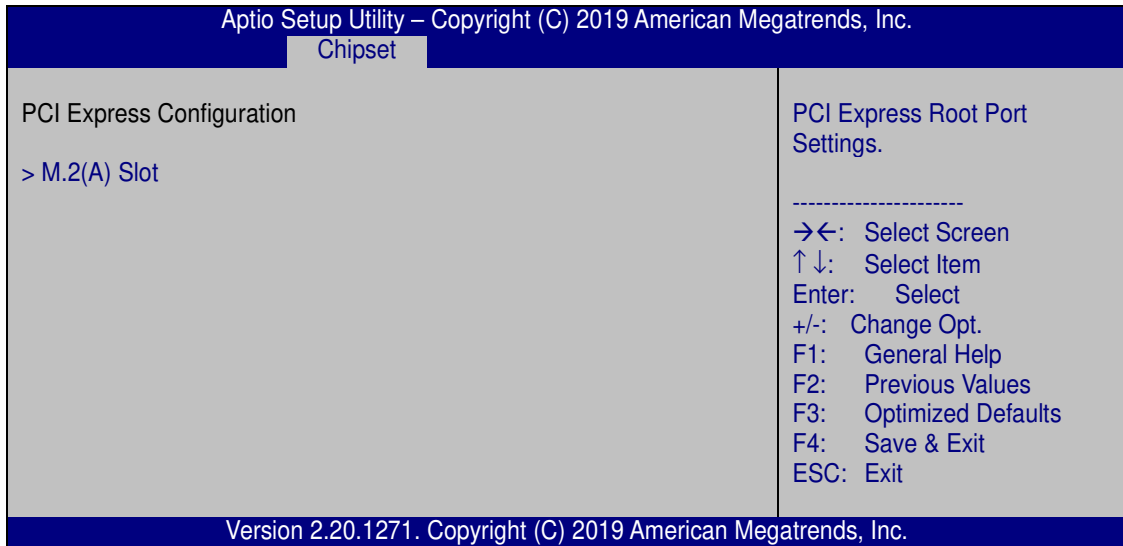 Aptio Setup Utility – Copyright (C) 2019 American Megatrends, Inc.
Chipset
PCI Express Configuration
> M.2(A) Slot
PCI Express Root Port
Settings.
----------------------
→←: Select Screen
↑↓: Select Item
Enter: Select
+/-: Change Opt.
F1: General Help
F2: Previous Values
F3: Optimized Defaults
F4: Save & Exit
ESC: Exit
Version 2.20.1271. Copyright (C) 2019 American Megatrends, Inc.